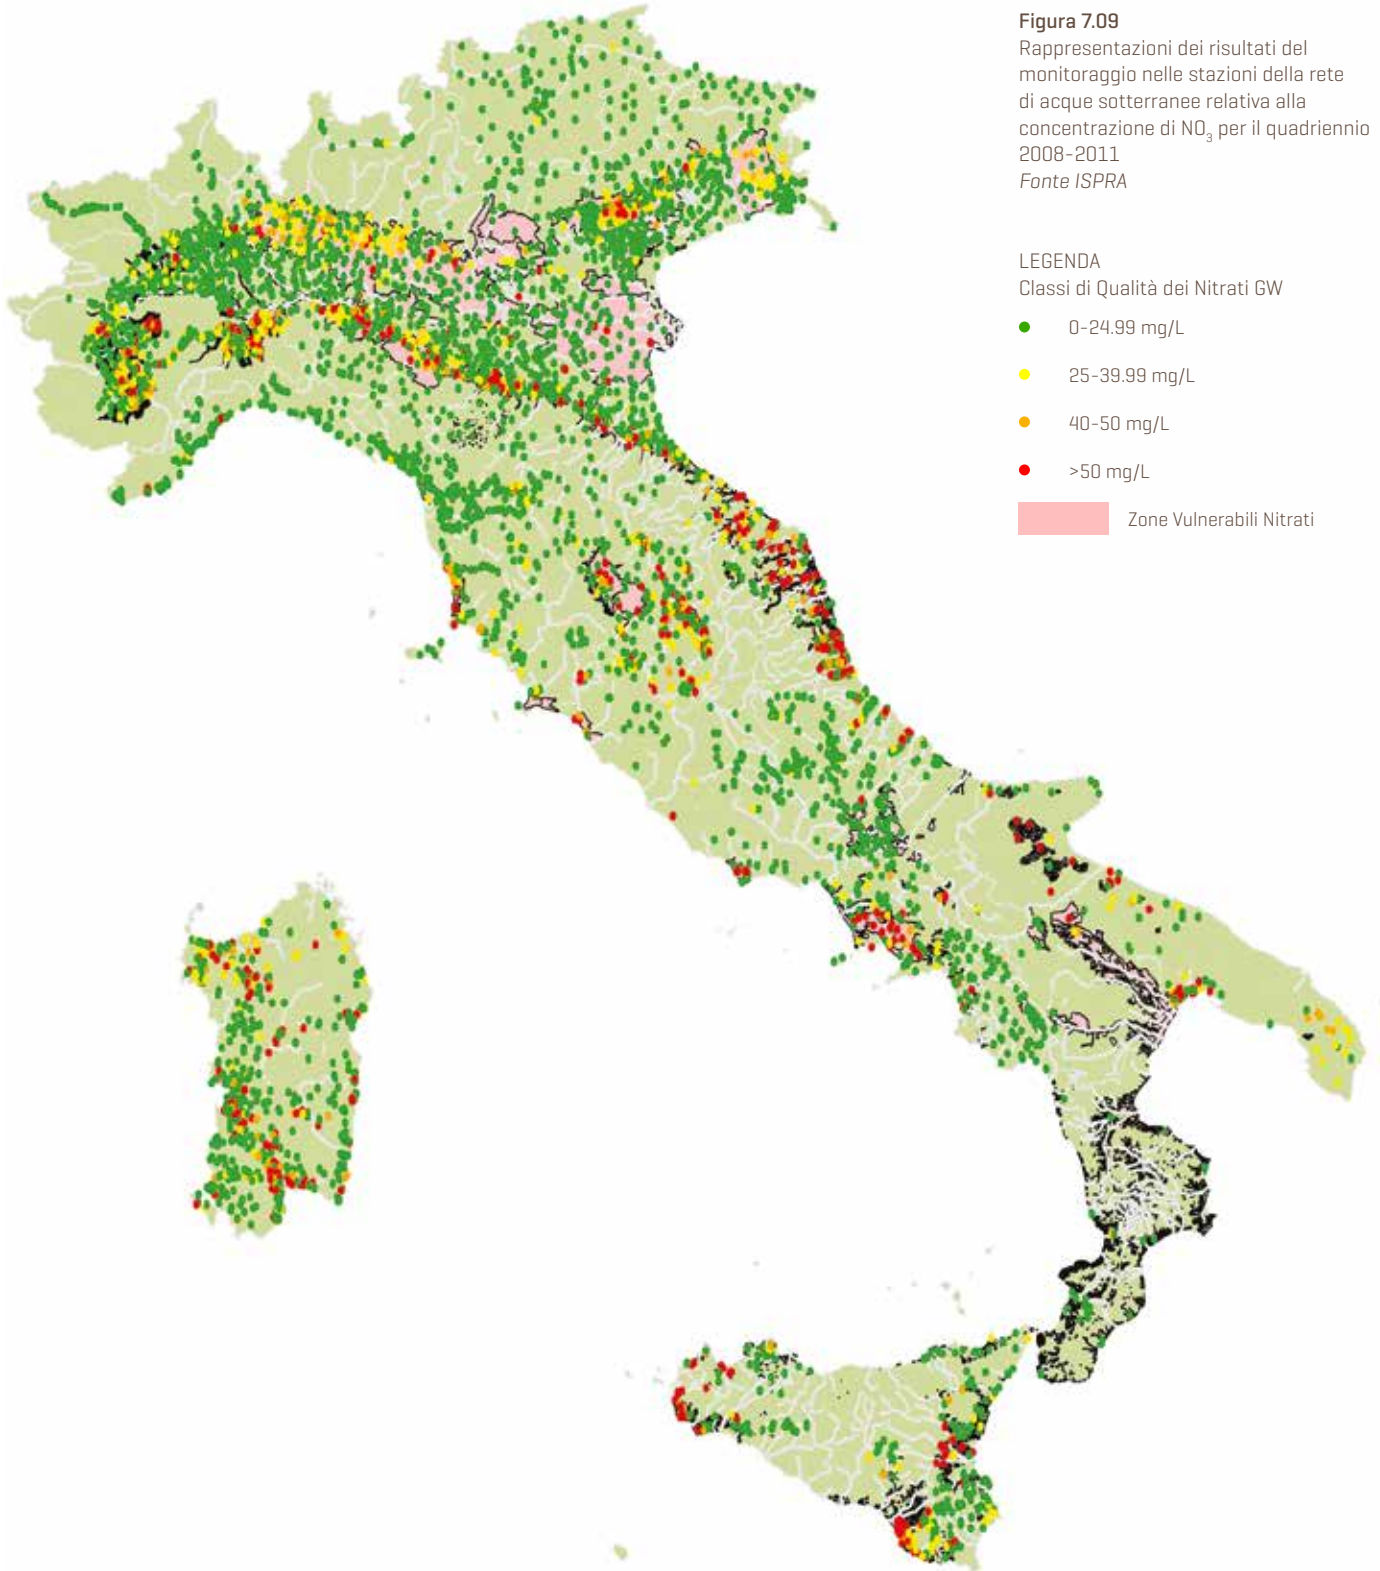 Figura 7.09
Rappresentazioni dei risultati del
monitoraggio nelle stazioni della rete
di acque sotterranee relativa alla
concentrazione di NO₃ per il quadriennio
2008-2011
Fonte ISPRA
LEGENDA
Classi di Qualità dei Nitrati GW
0-24.99 mg/L
25-39.99 mg/L
40-50 mg/L
>50 mg/L
Zone Vulnerabili Nitrati